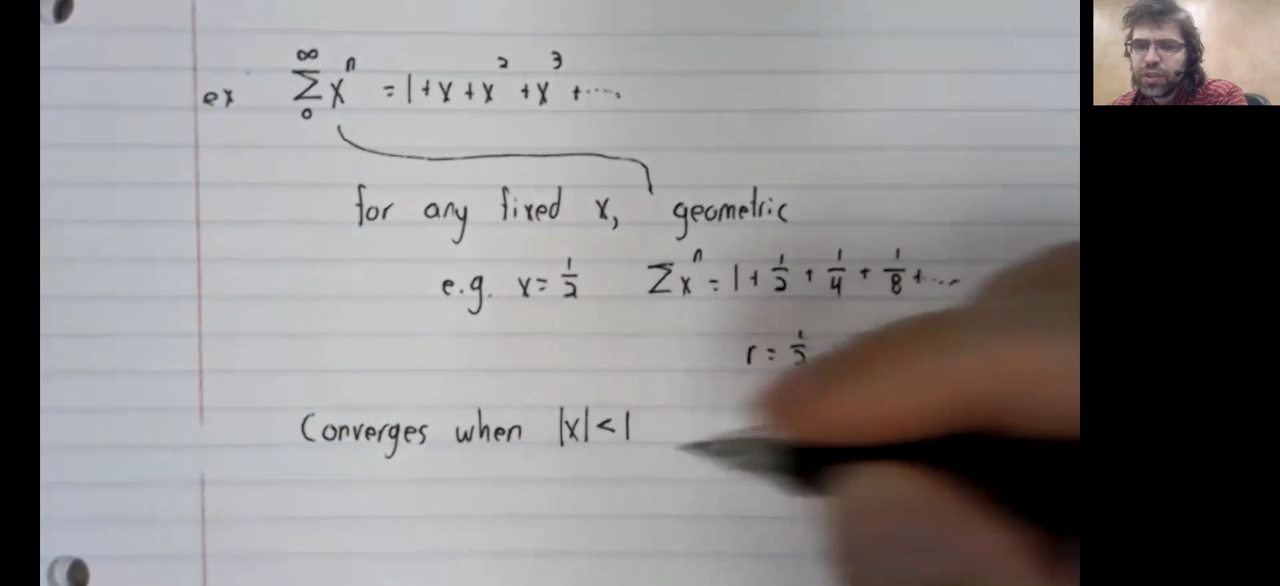 ex ∞ Σ 0 xⁿ = 1 + x + x² + x³ + ....
for any fixed x, geometric
e.g. x = 1/2 Σxⁿ = 1 + 1/2 + 1/4 + 1/8 + ...
r = 1/2
Converges when |x| < 1